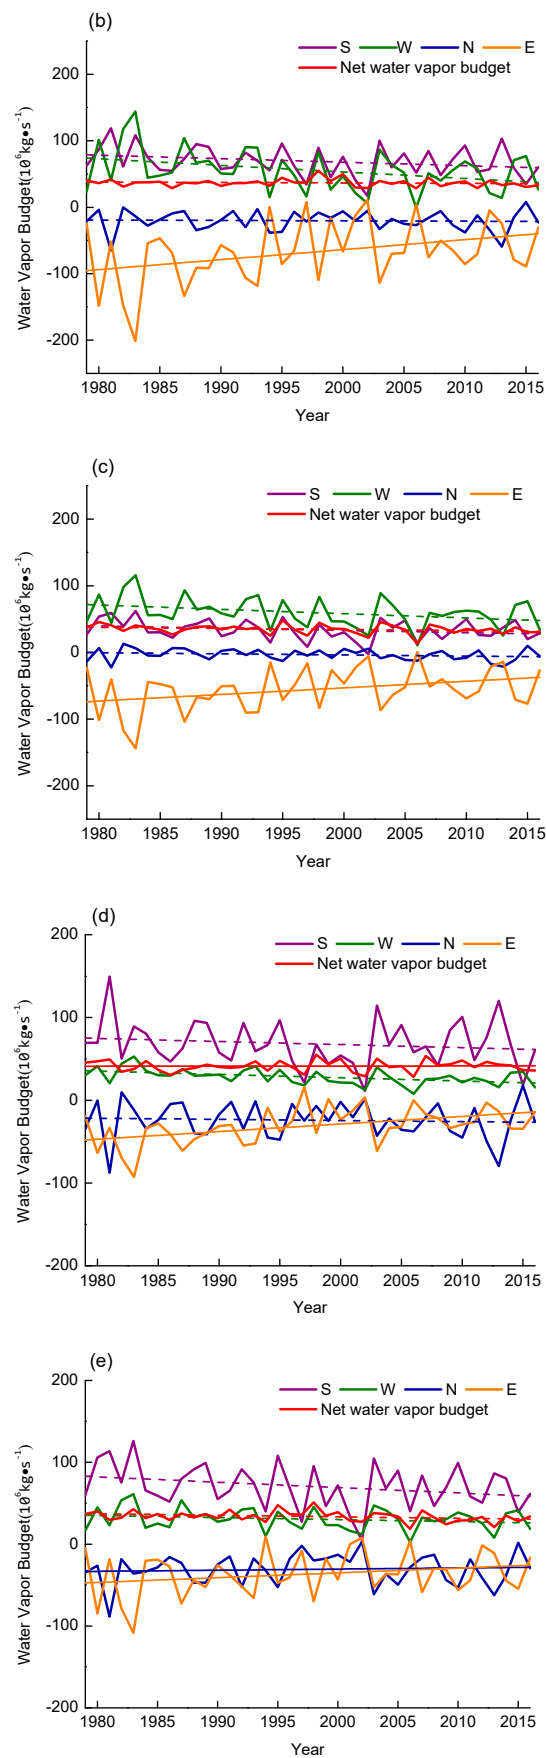 (b)
S W N E
Net water vapor budget
Water Vapor Budget(10⁶kg•s⁻¹)
200
100
0
-100
-200
1980 1985 1990 1995 2000 2005 2010 2015
Year
(c)
S W N E
Net water vapor budget
Water Vapor Budget(10⁶kg•s⁻¹)
200
100
0
-100
-200
1980 1985 1990 1995 2000 2005 2010 2015
Year
(d)
S W N E
Net water vapor budget
Water Vapor Budget(10⁶kg•s⁻¹)
200
100
0
-100
-200
1980 1985 1990 1995 2000 2005 2010 2015
Year
(e)
S W N E
Net water vapor budget
Water Vapor Budget(10⁶kg•s⁻¹)
200
100
0
-100
-200
1980 1985 1990 1995 2000 2005 2010 2015
Year